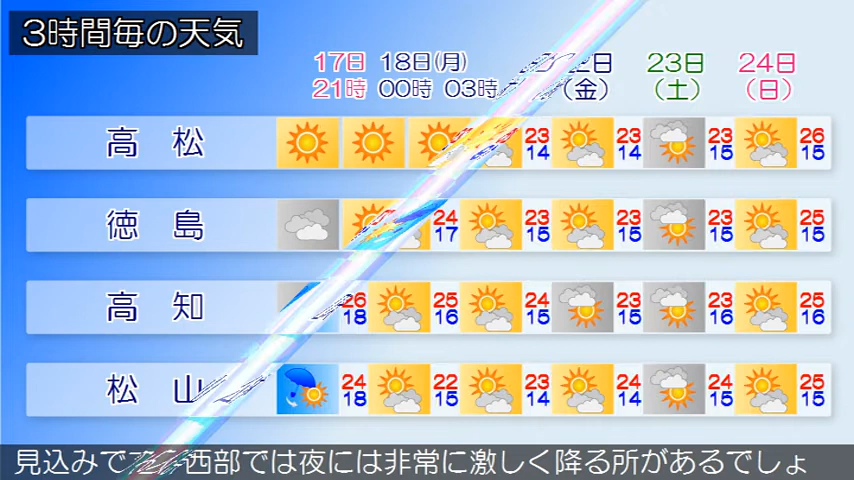 3時間毎の天気
17日 18日(月) 22日 23日 24日
21時 00時 03時 (金) (土) (日)
高 松 23 14 23 14 23 15 26 15
徳 島 24 17 23 15 23 15 23 15 25 15
高 知 26 18 25 16 24 15 23 15 23 16 25 16
松 山 24 18 22 15 23 14 24 14 24 15 25 15
見込みで 西部では夜には非常に激しく降る所があるでしょ